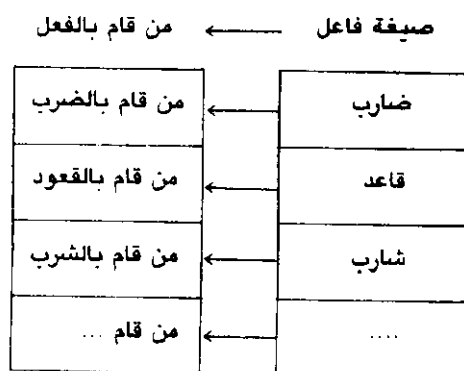 صيغة فاعل ← من قام بالفعل
ضارب ← من قام بالضرب
قاعد ← من قام بالقعود
شارب ← من قام بالشرب
.... ← من قام ...